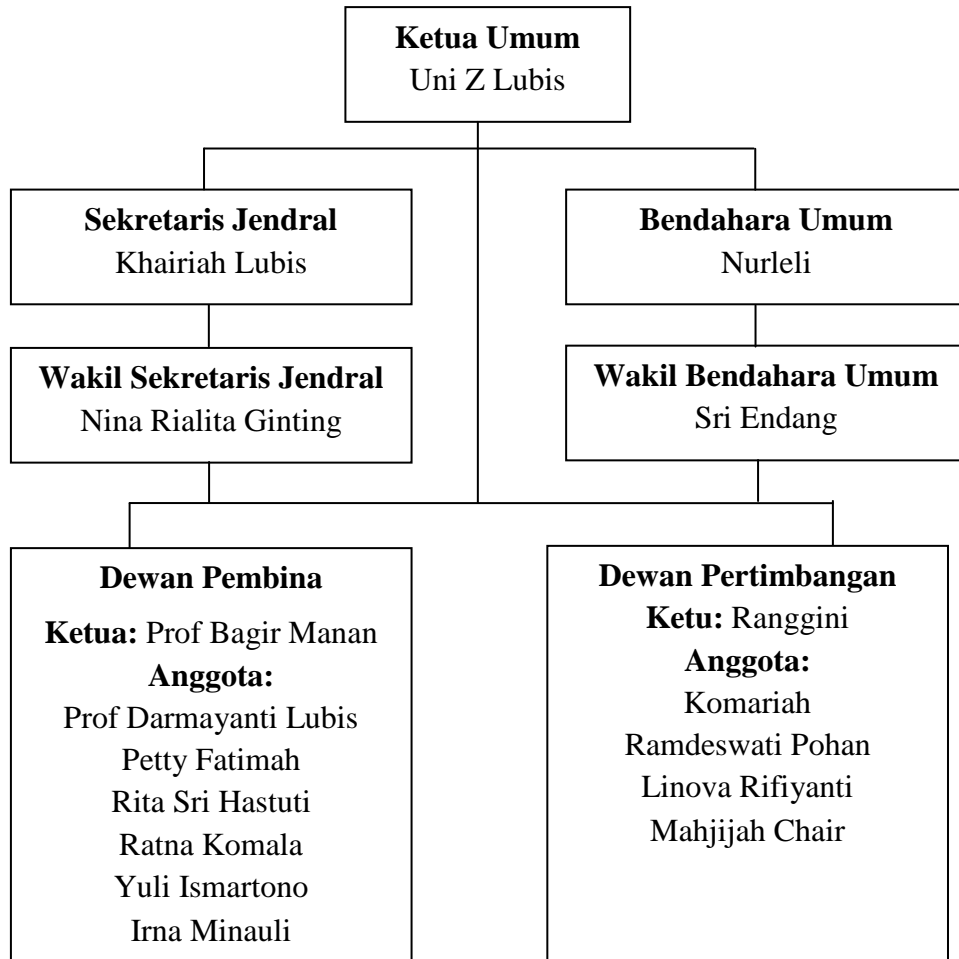 Ketua Umum
Uni Z Lubis
Sekretaris Jendral
Khairiah Lubis
Bendahara Umum
Nurleli
Wakil Sekretaris Jendral
Nina Rialita Ginting
Wakil Bendahara Umum
Sri Endang
Dewan Pembina
Ketua: Prof Bagir Manan
Anggota:
Prof Darmayanti Lubis
Petty Fatimah
Rita Sri Hastuti
Ratna Komala
Yuli Ismartono
Irna Minauli
Dewan Pertimbangan
Ketu: Ranggini
Anggota:
Komariah
Ramdeswati Pohan
Linova Rifiyanti
Mahjijah Chair